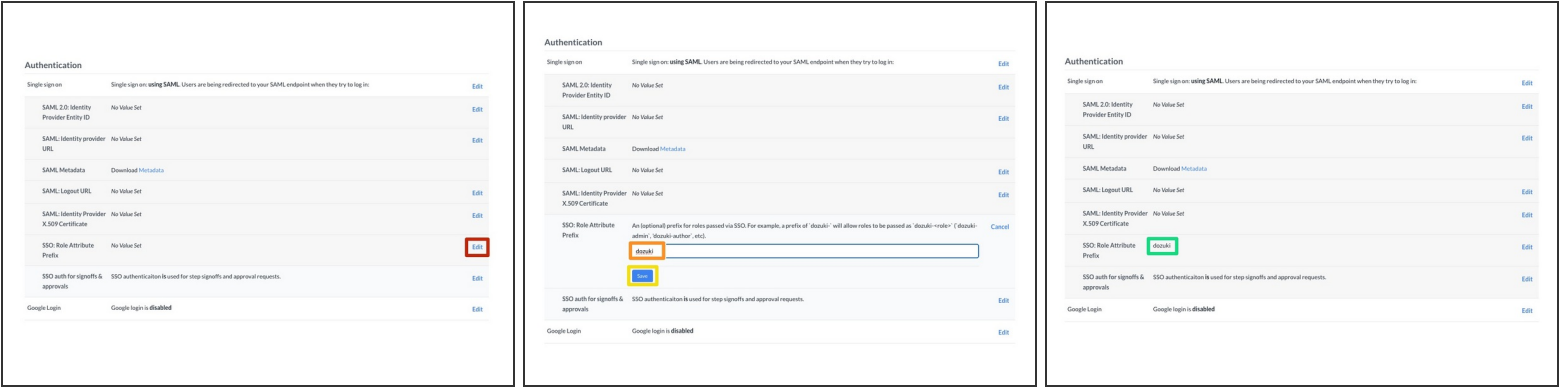 Authentication
Single sign on Single sign on: using SAML. Users are being redirected to your SAML endpoint when they try to log in: Edit
SAML 2.0: Identity No Value Set Edit
Provider Entity ID
SAML: Identity provider No Value Set Edit
URL
SAML Metadata Download Metadata
SAML: Logout URL No Value Set Edit
SAML: Identity Provider No Value Set Edit
X.509 Certificate
SSO: Role Attribute No Value Set Edit
Prefix
SSO auth for signoffs & SSO authenticaiton is used for step signoffs and approval requests. Edit
approvals
Google Login Google login is disabled Edit
Authentication
Single sign on Single sign on: using SAML. Users are being redirected to your SAML endpoint when they try to log in: Edit
SAML 2.0: Identity No Value Set Edit
Provider Entity ID
SAML: Identity provider No Value Set Edit
URL
SAML Metadata Download Metadata
SAML: Logout URL No Value Set Edit
SAML: Identity Provider No Value Set Edit
X.509 Certificate
SSO: Role Attribute An (optional) prefix for roles passed via SSO. For example, a prefix of `dozuki-` will allow roles to be passed as `dozuki-<role>` (`dozuki- Cancel
Prefix admin`, `dozuki-author`, etc).
dozuki
Save
SSO auth for signoffs & SSO authenticaiton is used for step signoffs and approval requests. Edit
approvals
Google Login Google login is disabled Edit
Authentication
Single sign on Single sign on: using SAML. Users are being redirected to your SAML endpoint when they try to log in: Edit
SAML 2.0: Identity No Value Set Edit
Provider Entity ID
SAML: Identity provider No Value Set Edit
URL
SAML Metadata Download Metadata
SAML: Logout URL No Value Set Edit
SAML: Identity Provider No Value Set Edit
X.509 Certificate
SSO: Role Attribute dozuki Edit
Prefix
SSO auth for signoffs & SSO authenticaiton is used for step signoffs and approval requests. Edit
approvals
Google Login Google login is disabled Edit